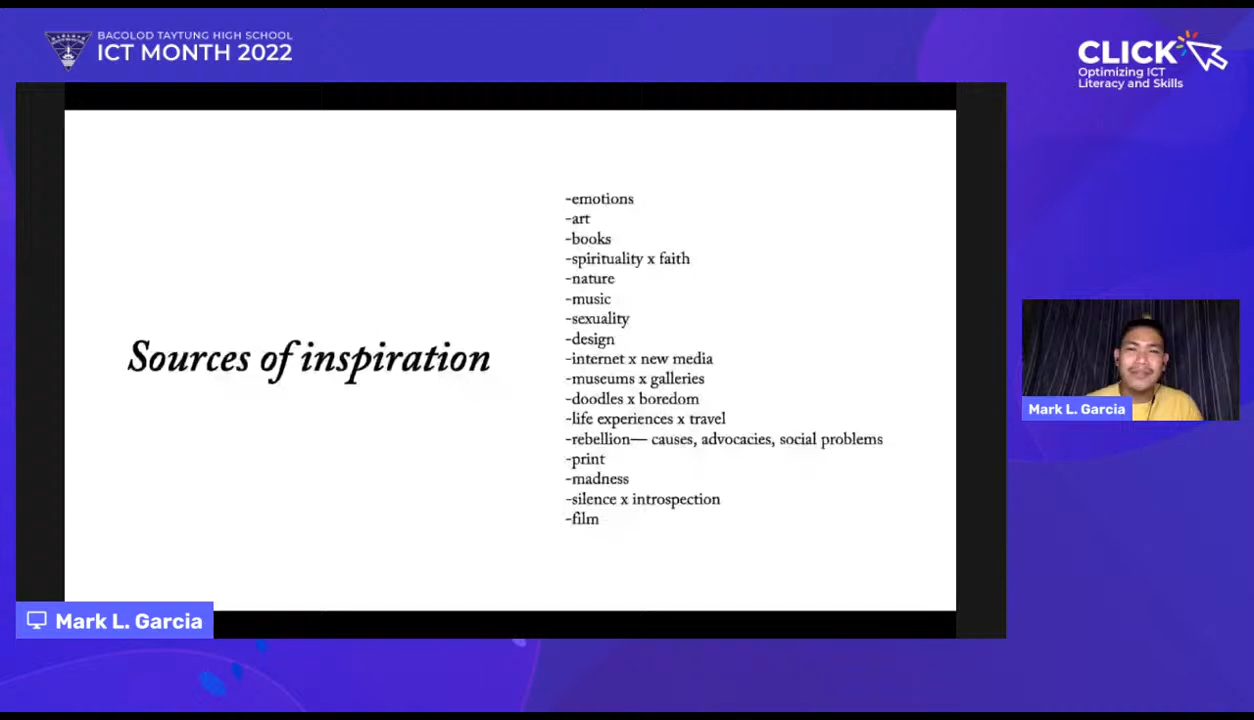 BACOLOD TAYTUNG HIGH SCHOOL
ICT MONTH 2022
CLICK
Optimizing ICT
Literacy and Skills
Sources of inspiration
-emotions
-art
-books
-spirituality x faith
-nature
-music
-sexuality
-design
-internet x new media
-museums x galleries
-doodles x boredom
-life experiences x travel
-rebellion— causes, advocacies, social problems
-print
-madness
-silence x introspection
-film
Mark L. Garcia
Mark L. Garcia